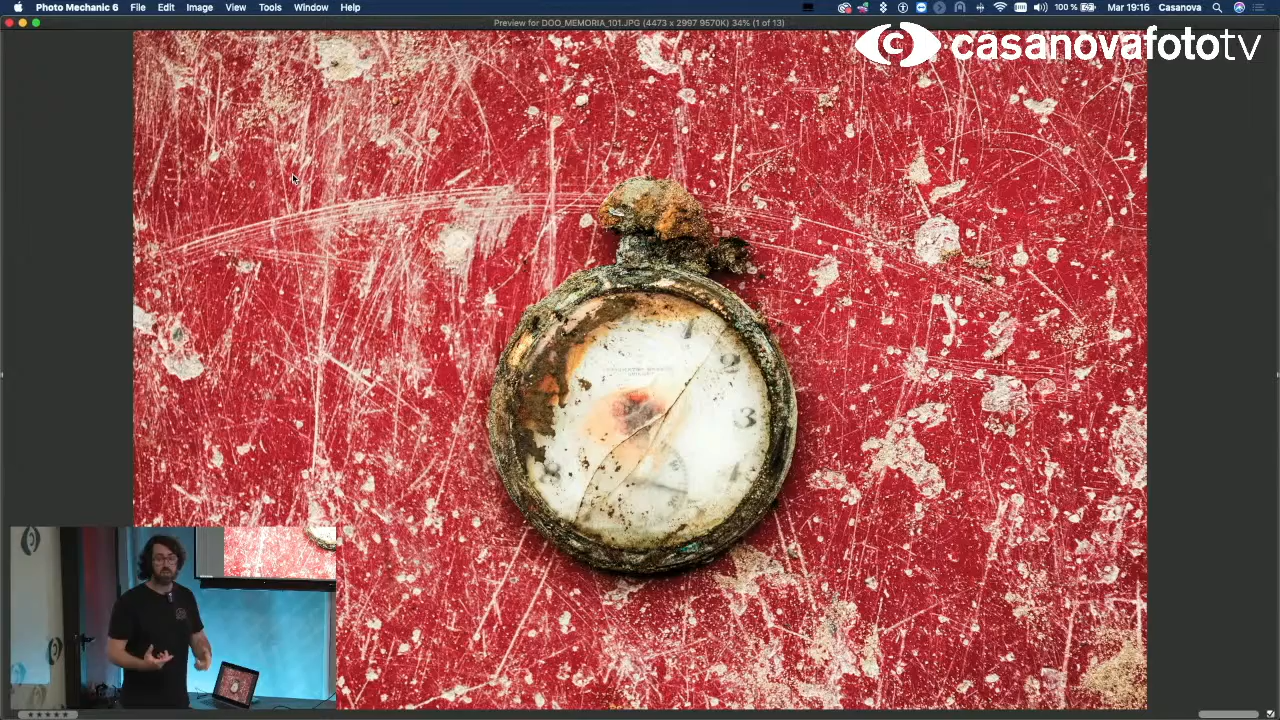 Photo Mechanic 6 File Edit Image View Tools Window Help 100 % Mar 19:16 Casanova
Preview for DOO_MEMORIA_101.JPG (4473 x 2997 9570K) 34% (1 of 13)
casanovafototv
2
3
4